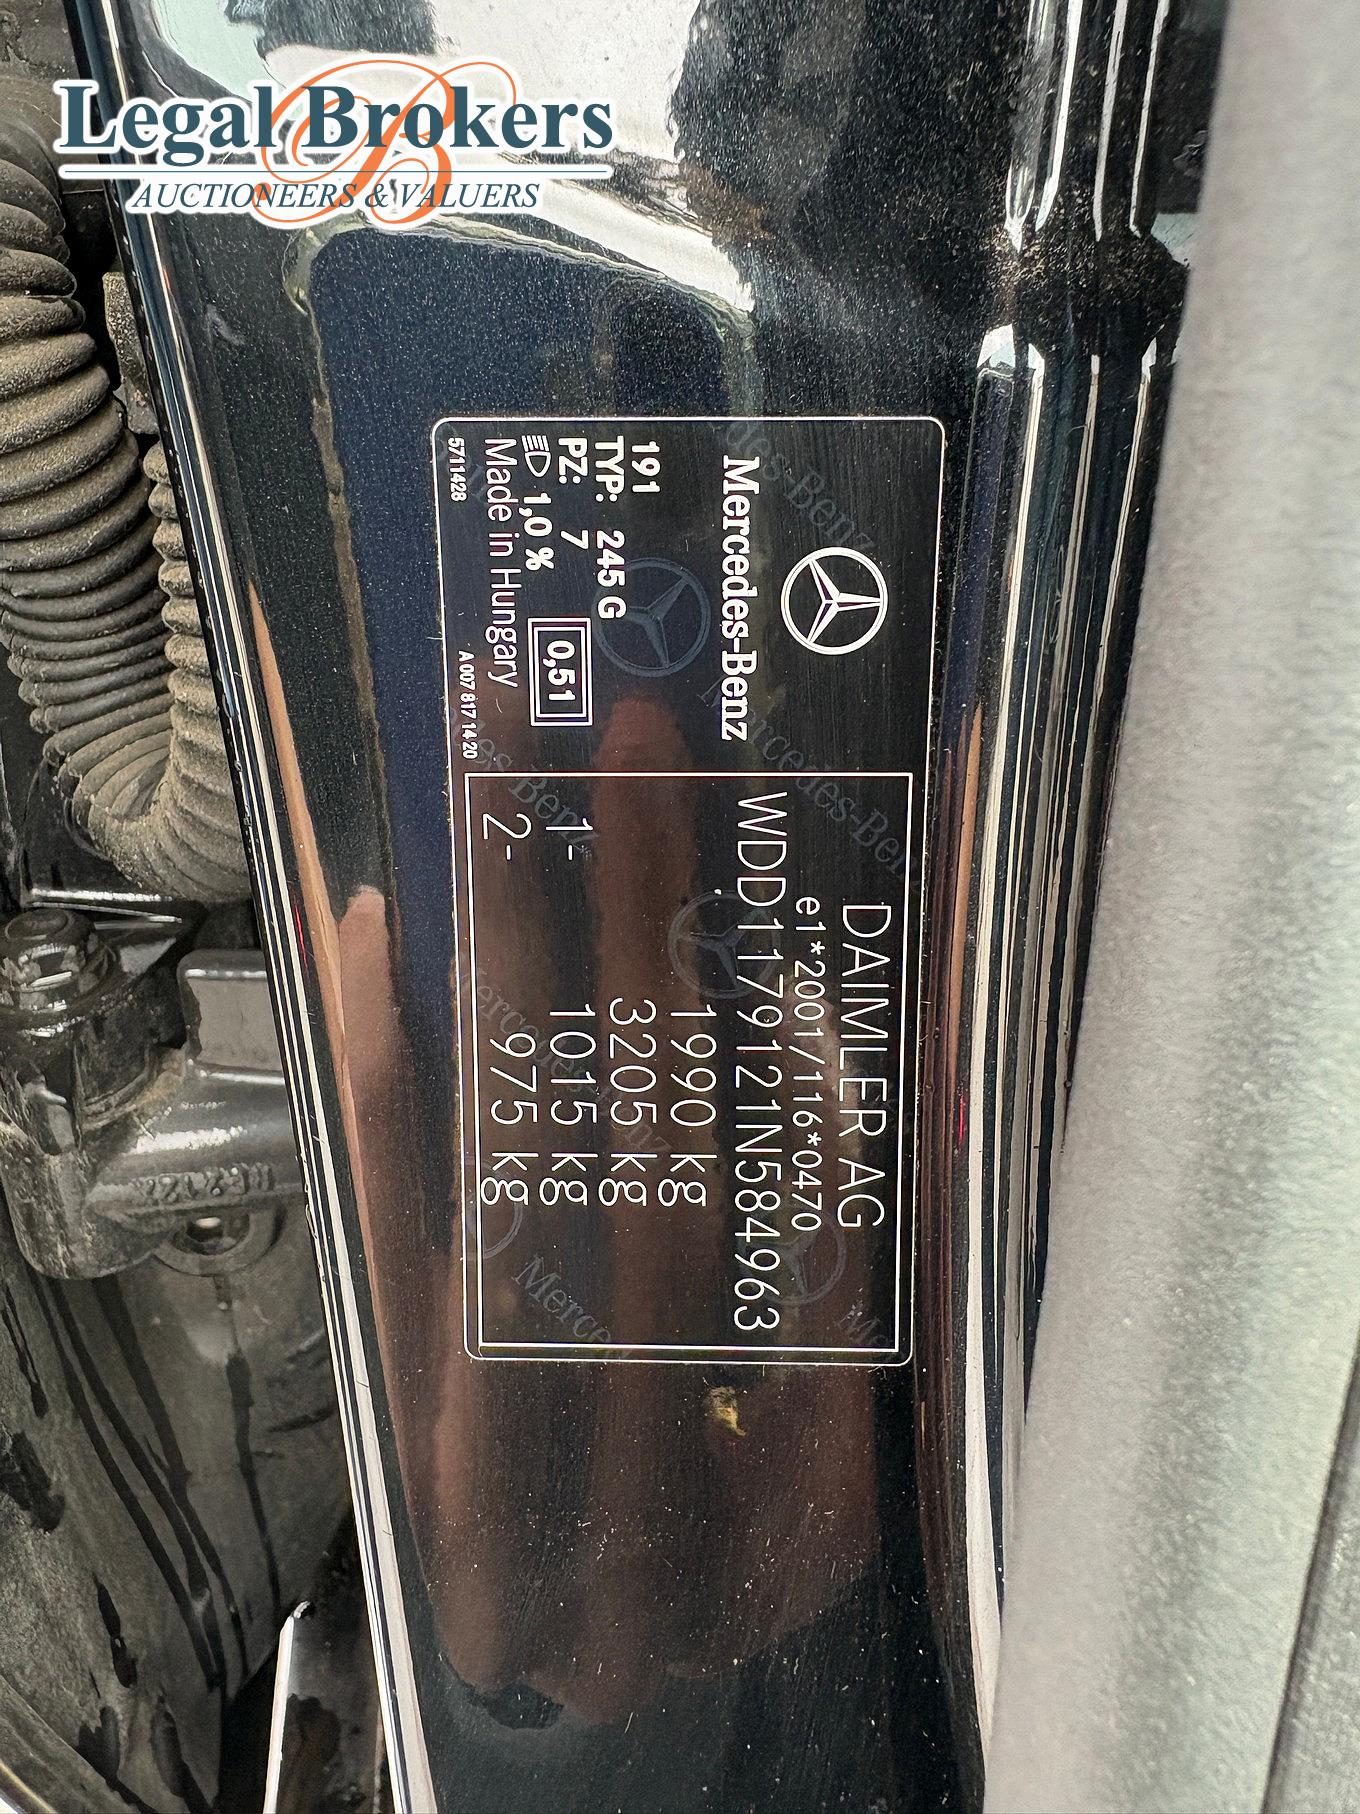 Legal Brokers
AUCTIONEERS & VALUERS
Mercedes-Benz
191
TYP: 245 G
PZ: 7
1,0 %
0,51
Made in Hungary
5711428
A 007 817 14 20
DAIMLER AG
e1*2001/116*0470
WDD1179121N584963
1990 kg
3205 kg
1- 1015 kg
2- 975 kg